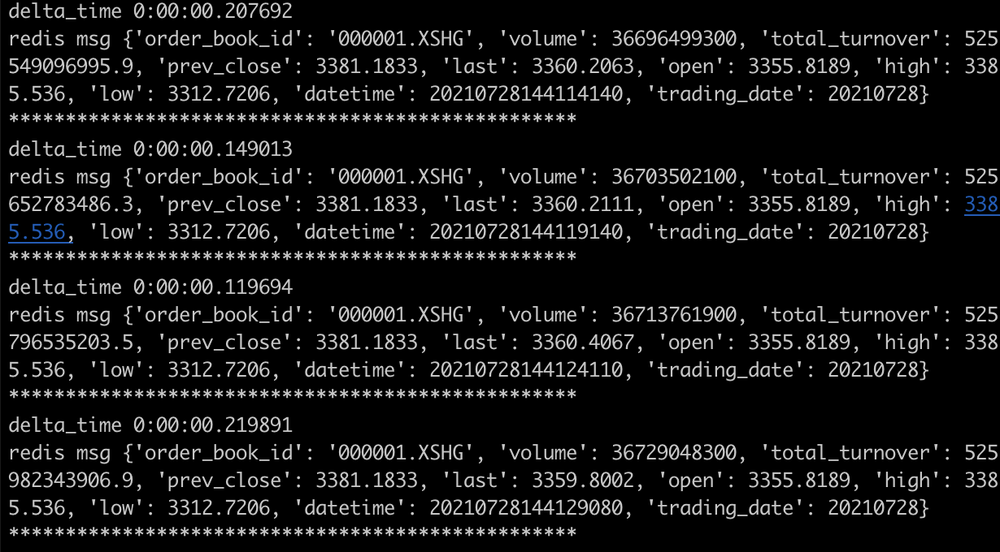 delta_time 0:00:00.207692
redis msg {'order_book_id': '000001.XSHG', 'volume': 36696499300, 'total_turnover': 525
549096995.9, 'prev_close': 3381.1833, 'last': 3360.2063, 'open': 3355.8189, 'high': 338
5.536, 'low': 3312.7206, 'datetime': 20210728144114140, 'trading_date': 20210728}
**************************************************
delta_time 0:00:00.149013
redis msg {'order_book_id': '000001.XSHG', 'volume': 36703502100, 'total_turnover': 525
652783486.3, 'prev_close': 3381.1833, 'last': 3360.2111, 'open': 3355.8189, 'high': 338
5.536, 'low': 3312.7206, 'datetime': 20210728144119140, 'trading_date': 20210728}
**************************************************
delta_time 0:00:00.119694
redis msg {'order_book_id': '000001.XSHG', 'volume': 36713761900, 'total_turnover': 525
796535203.5, 'prev_close': 3381.1833, 'last': 3360.4067, 'open': 3355.8189, 'high': 338
5.536, 'low': 3312.7206, 'datetime': 20210728144124110, 'trading_date': 20210728}
**************************************************
delta_time 0:00:00.219891
redis msg {'order_book_id': '000001.XSHG', 'volume': 36729048300, 'total_turnover': 525
982343906.9, 'prev_close': 3381.1833, 'last': 3359.8002, 'open': 3355.8189, 'high': 338
5.536, 'low': 3312.7206, 'datetime': 20210728144129080, 'trading_date': 20210728}
**************************************************